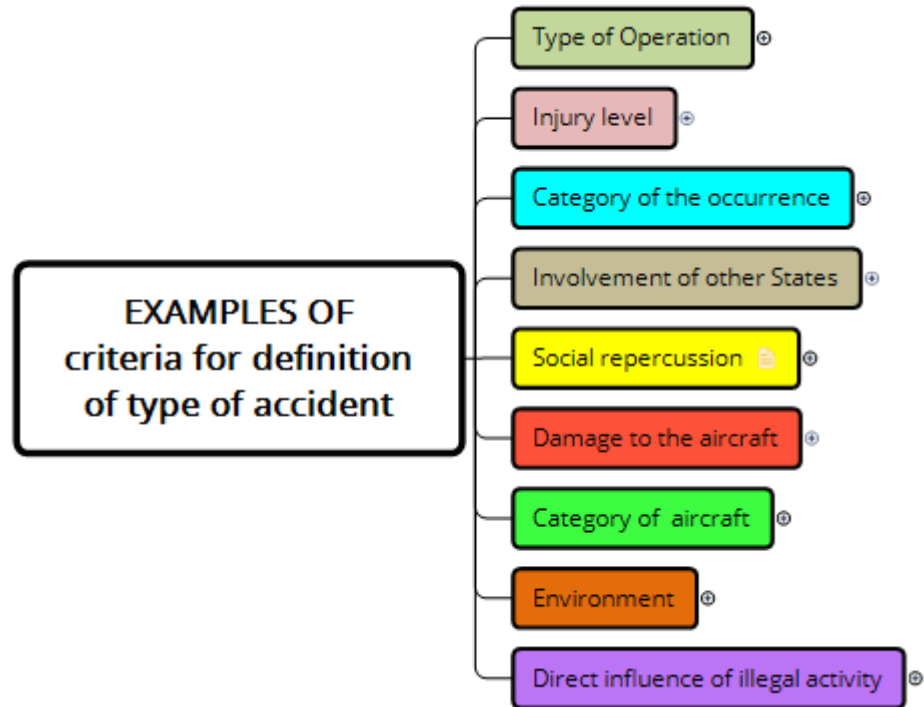 EXAMPLES OF
criteria for definition
of type of accident
Type of Operation
Injury level
Category of the occurrence
Involvement of other States
Social repercussion
Damage to the aircraft
Category of  aircraft
Environment
Direct influence of illegal activity